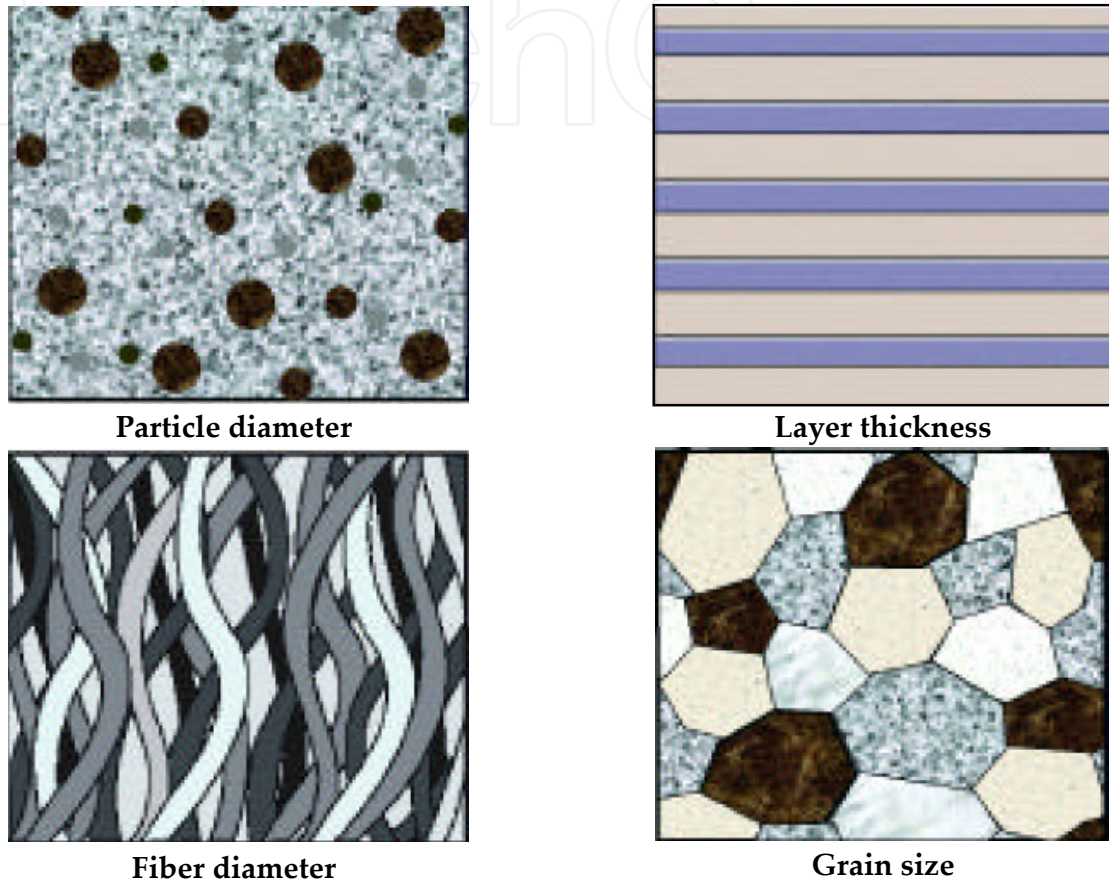 Particle diameter
Layer thickness
Fiber diameter
Grain size